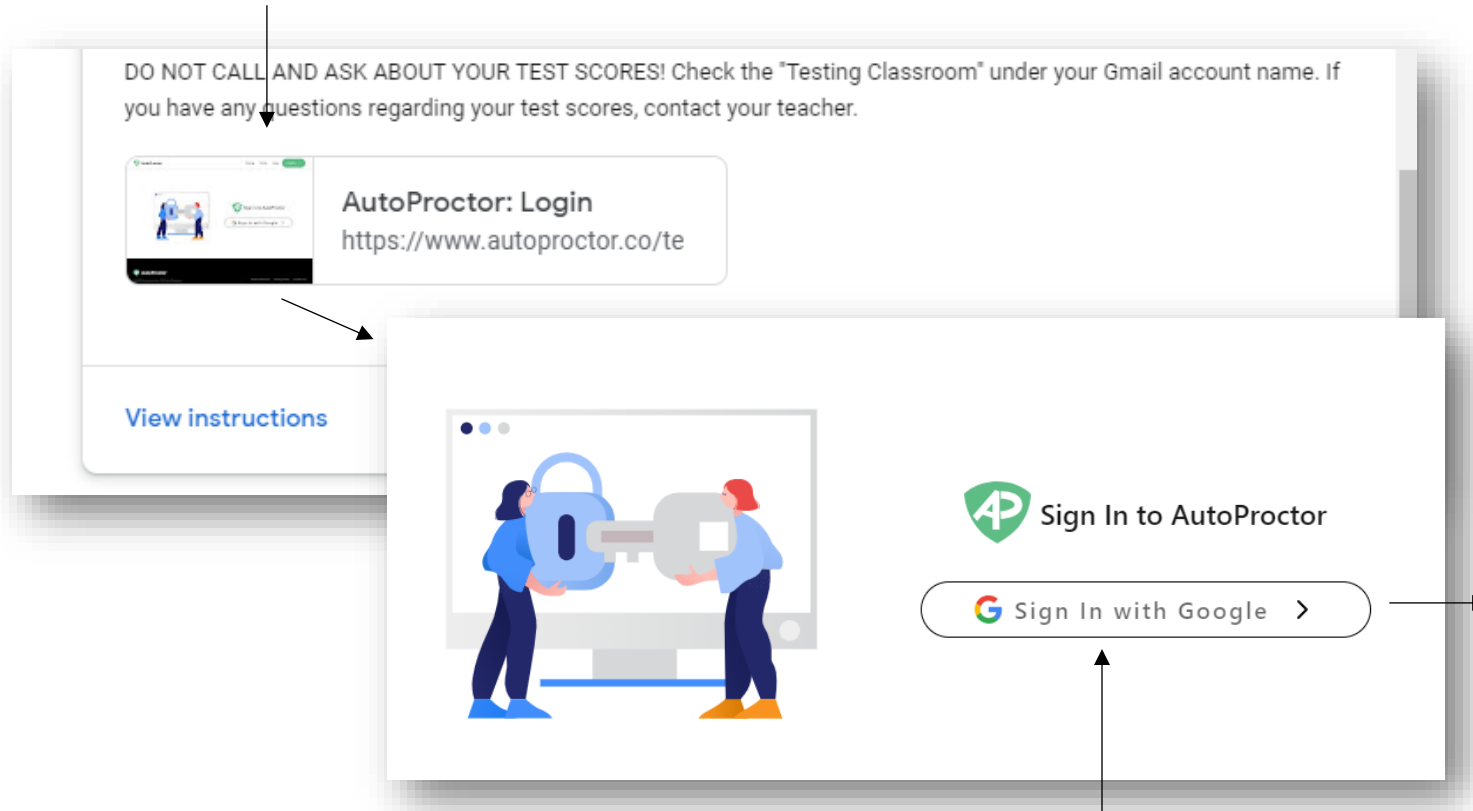 DO NOT CALL AND ASK ABOUT YOUR TEST SCORES! Check the "Testing Classroom" under your Gmail account name. If
you have any questions regarding your test scores, contact your teacher.
AutoProctor: Login
https://www.autoproctor.co/te
View instructions
AP Sign In to AutoProctor
G Sign In with Google >